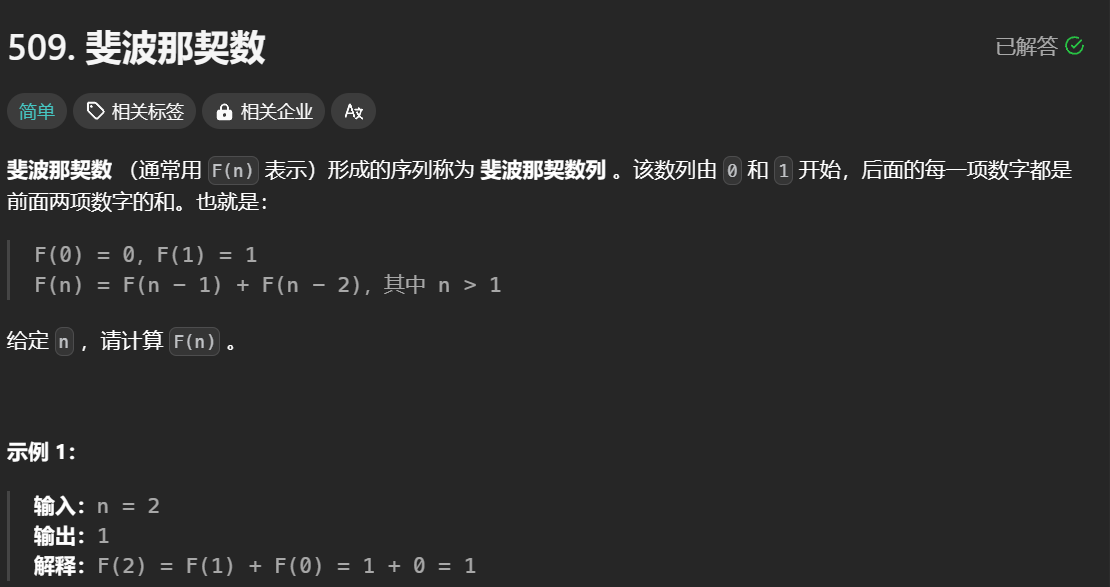 509. 斐波那契数
已解答
简单
相关标签
相关企业
斐波那契数 （通常用 F(n) 表示）形成的序列称为 斐波那契数列 。该数列由 0 和 1 开始，后面的每一项数字都是
前面两项数字的和。也就是：
F(0) = 0, F(1) = 1
F(n) = F(n - 1) + F(n - 2), 其中 n > 1
给定 n ，请计算 F(n) 。
示例 1：
输入：n = 2
输出：1
解释：F(2) = F(1) + F(0) = 1 + 0 = 1